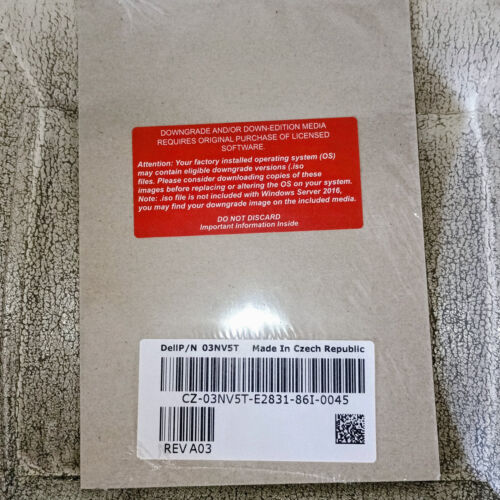 DOWNGRADE AND/OR DOWN-EDITION MEDIA
REQUIRES ORIGINAL PURCHASE OF LICENSED
SOFTWARE.
Attention: Your factory installed operating system (OS)
may contain eligible downgrade versions (.iso
files. Please consider downloading copies of these
images before replacing or altering the OS on your system.
Note: .iso file is not included with Windows Server 2016,
you may find your downgrade image on the included media.
DO NOT DISCARD
Important Information Inside
DellP/N 03NV5T Made In Czech Republic
CZ-03NV5T-E2831-86I-0045
REV A03